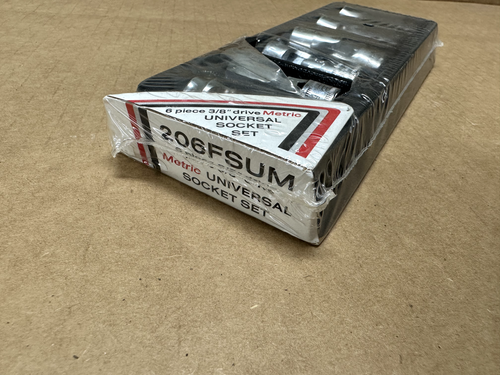 6 piece 3/8" drive Metric
UNIVERSAL
SOCKET
SET
206FSUM
Metric UNIVERSAL
SOCKET SET